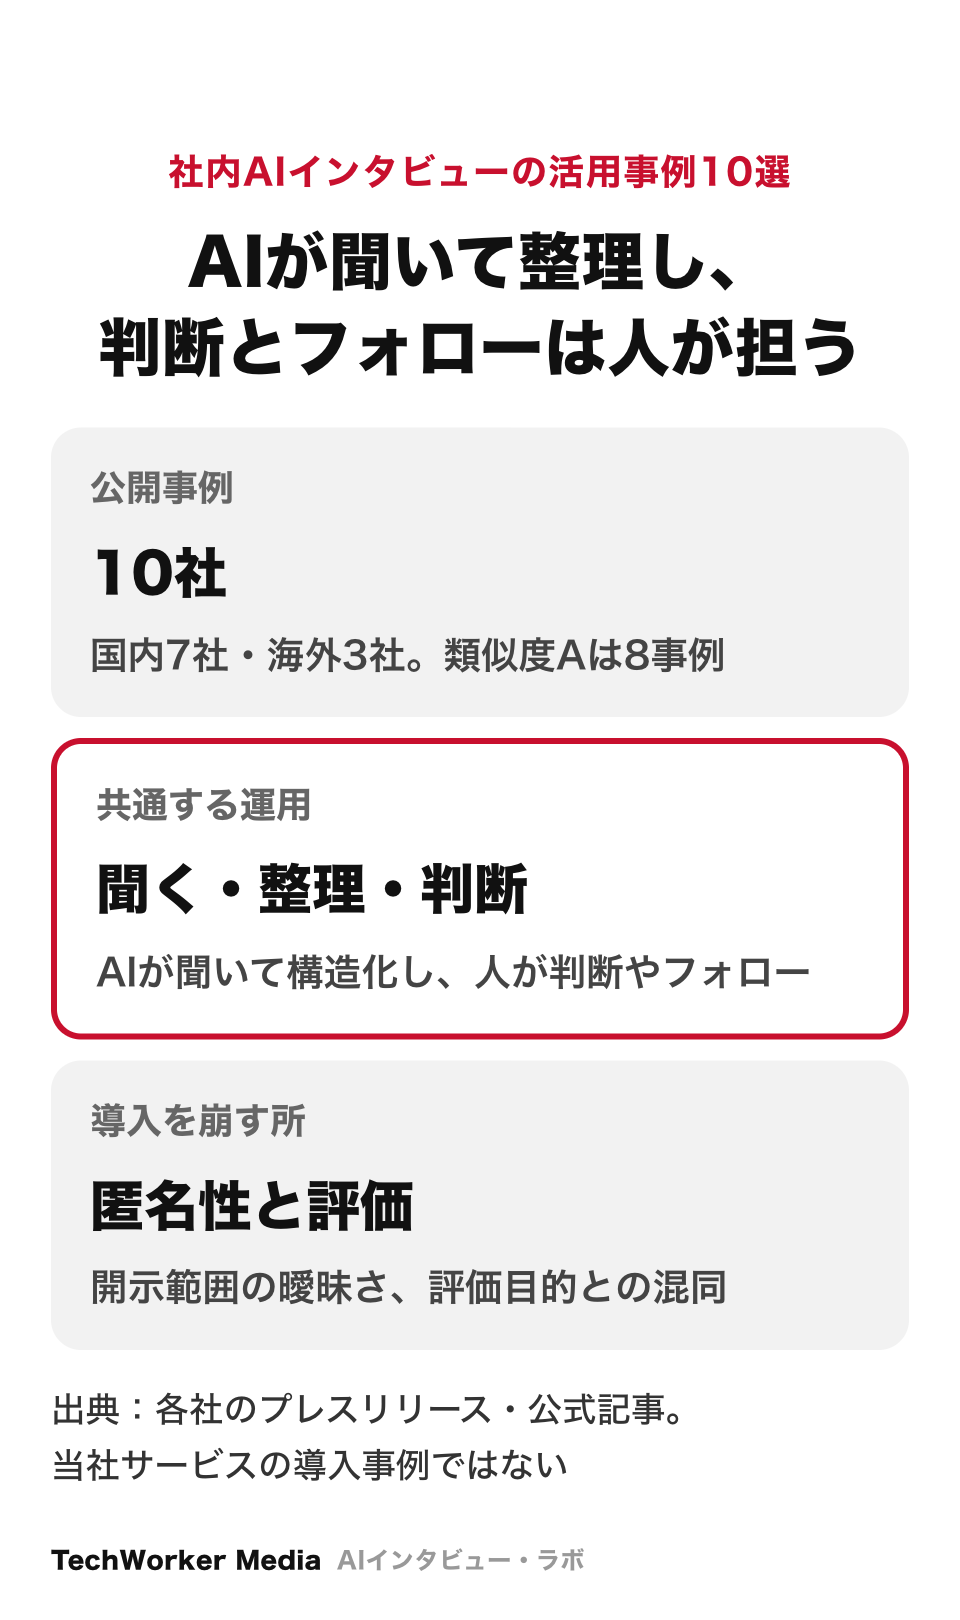 社内AIインタビューの活用事例10選
AIが聞いて整理し、
判断とフォローは人が担う
公開事例
10社
国内7社・海外3社。類似度Aは8事例
共通する運用
聞く・整理・判断
AIが聞いて構造化し、人が判断やフォロー
導入を崩す所
匿名性と評価
開示範囲の曖昧さ、評価目的との混同
出典：各社のプレスリリース・公式記事。
当社サービスの導入事例ではない
TechWorker Media AIインタビュー・ラボ